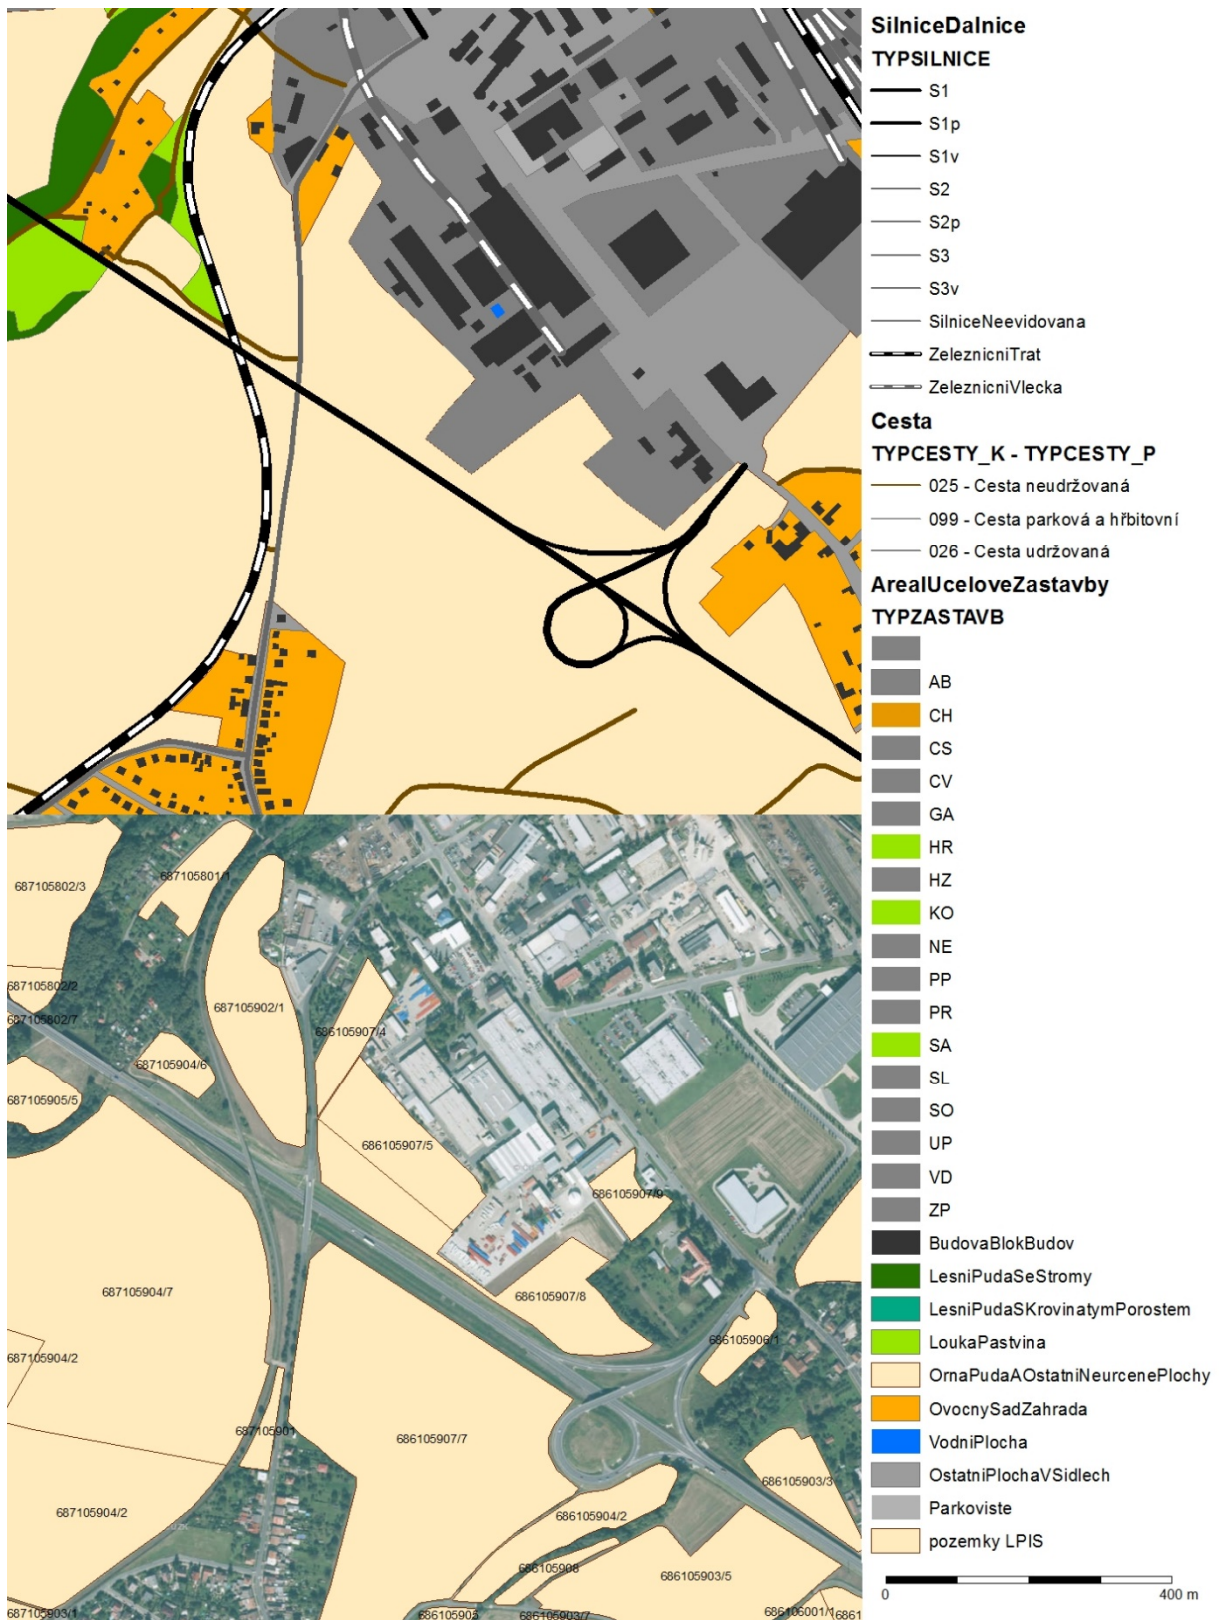 SilniceDalnice
TYPSILNICE
S1
S1p
S1v
S2
S2p
S3
S3v
SilniceNeevidovana
ZeleznicniTrat
ZeleznicniVlecka
Cesta
TYPCESTY_K - TYPCESTY_P
025 - Cesta neudržovaná
099 - Cesta parková a hřbitovní
026 - Cesta udržovaná
ArealUceloveZastavby
TYPZASTAVB
AB
CH
CS
CV
GA
HR
HZ
KO
NE
PP
PR
SA
SL
SO
UP
VD
ZP
BudovaBlokBudov
LesniPudaSeStromy
LesniPudaSKrovinatymPorostem
LoukaPastvina
OrnaPudaAOstatniNeurcenePlochy
OvocnySadZahrada
VodniPlocha
OstatniPlochaVSidlech
Parkoviste
pozemky LPIS
0 400 m
687105802/3
687105801/1
687105802/2
687105802/7
687105902/1
686105907/4
687105904/6
687105905/5
686105907/5
686105907/9
687105904/7
686105907/8
687105904/2
686105906/1
687105901
686105907/7
686105903/3
687105904/2
686105904/2
686105908
686105903/5
687105903/1
686105905
686105903/7
686106001/1